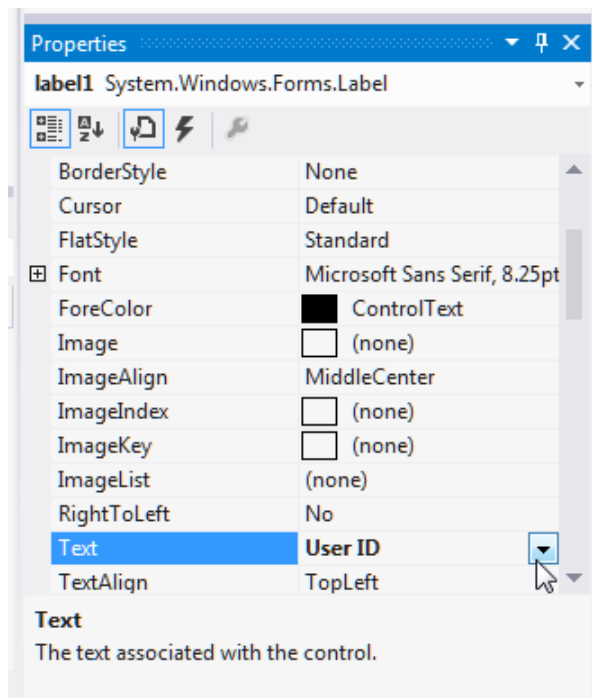 Properties
label1 System.Windows.Forms.Label
BorderStyle None
Cursor Default
FlatStyle Standard
Font Microsoft Sans Serif, 8.25pt
ForeColor ControlText
Image (none)
ImageAlign MiddleCenter
ImageIndex (none)
ImageKey (none)
ImageList (none)
RightToLeft No
Text User ID
TextAlign TopLeft
Text
The text associated with the control.